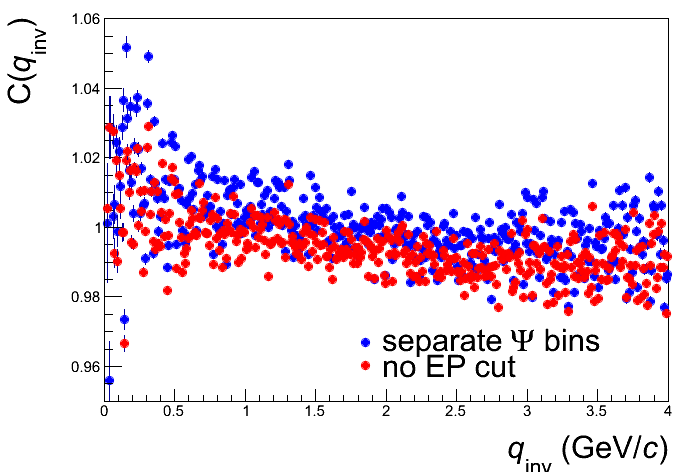 C(q_inv)
1.06
1.04
1.02
1
0.98
0.96
0 0.5 1 1.5 2 2.5 3 3.5 4
separate Ψ bins
no EP cut
q_inv (GeV/c)